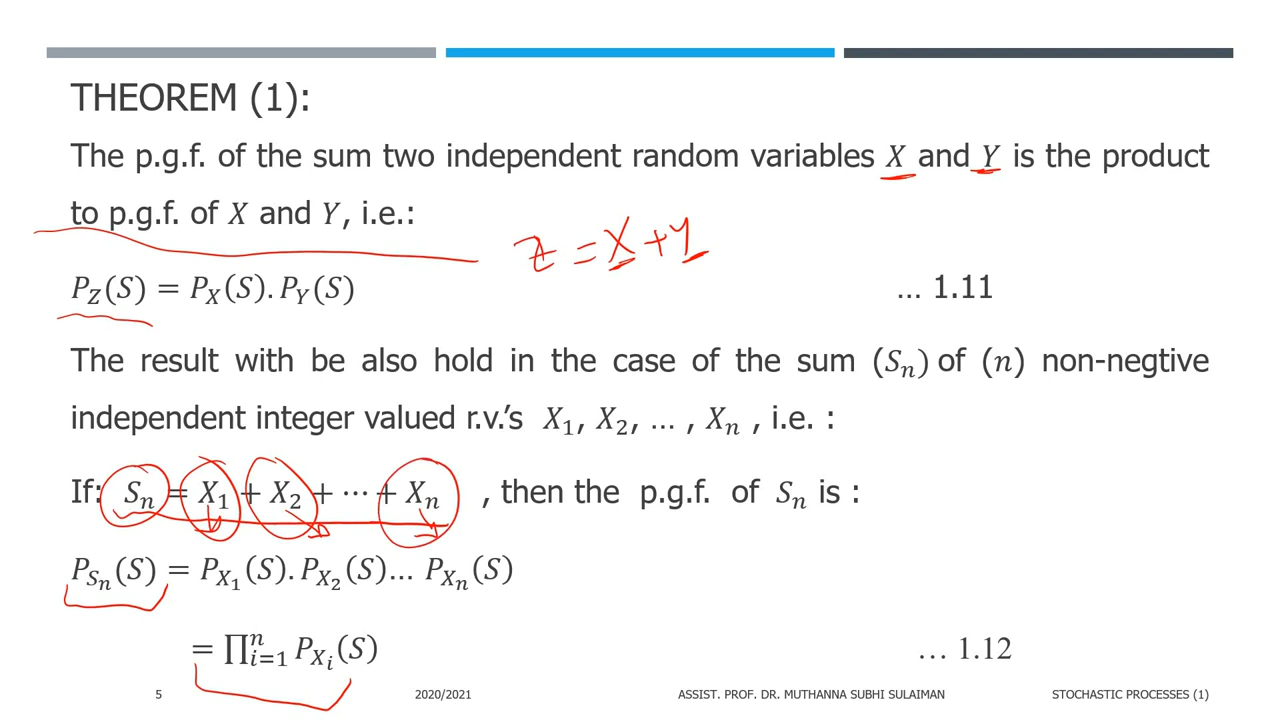 THEOREM (1):
The p.g.f. of the sum two independent random variables X and Y is the product
to p.g.f. of X and Y, i.e.:
z = X + Y
P_Z(S) = P_X(S). P_Y(S) … 1.11
The result with be also hold in the case of the sum (S_n) of (n) non-negtive
independent integer valued r.v.'s X_1, X_2, … , X_n , i.e. :
If: S_n = X_1 + X_2 + ⋯ + X_n , then the p.g.f. of S_n is :
P_{S_n}(S) = P_{X_1}(S). P_{X_2}(S)… P_{X_n}(S)
= ∏_{i=1}^{n} P_{X_i}(S) … 1.12
5 2020/2021 ASSIST. PROF. DR. MUTHANNA SUBHI SULAIMAN STOCHASTIC PROCESSES (1)